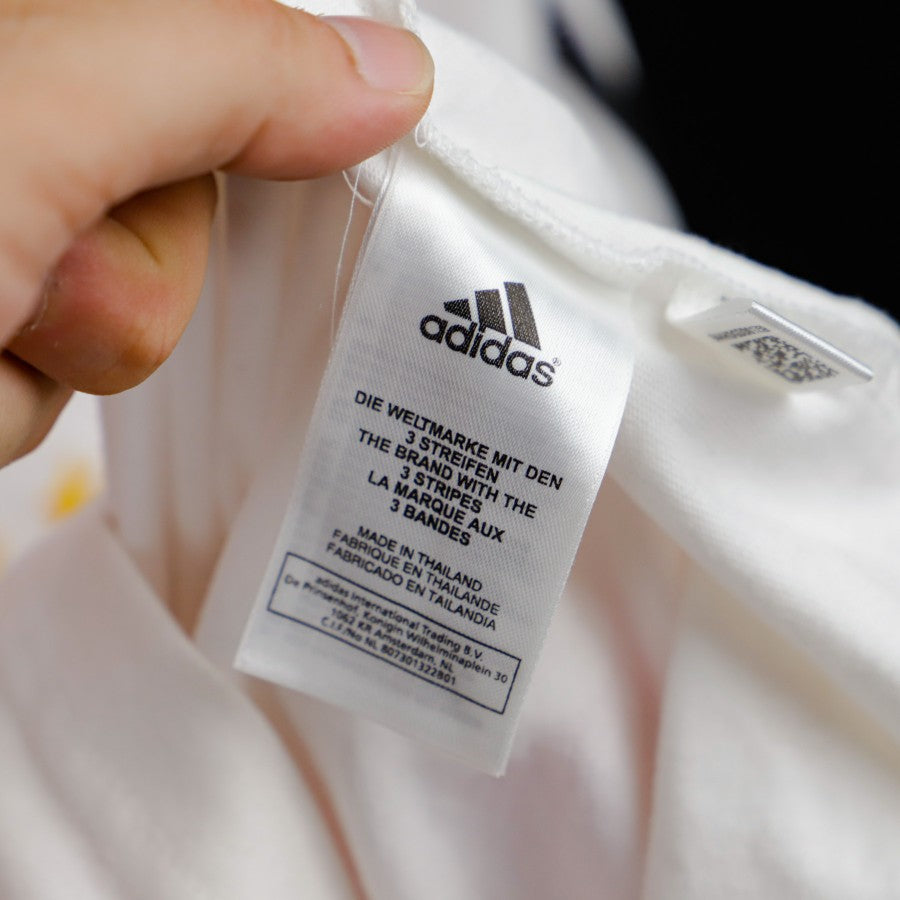 adidas®
DIE WELTMARKE MIT DEN
3 STREIFEN
THE BRAND WITH THE
3 STRIPES
LA MARQUE AUX
3 BANDES
MADE IN THAILAND
FABRIQUE EN THAILANDE
FABRICADO EN TAILANDIA
adidas International Trading B.V.
De Prinsenhof, Konigin Wilhelminaplein 30
1062 KR Amsterdam, NL
C.I.F./No NL 807301322B01